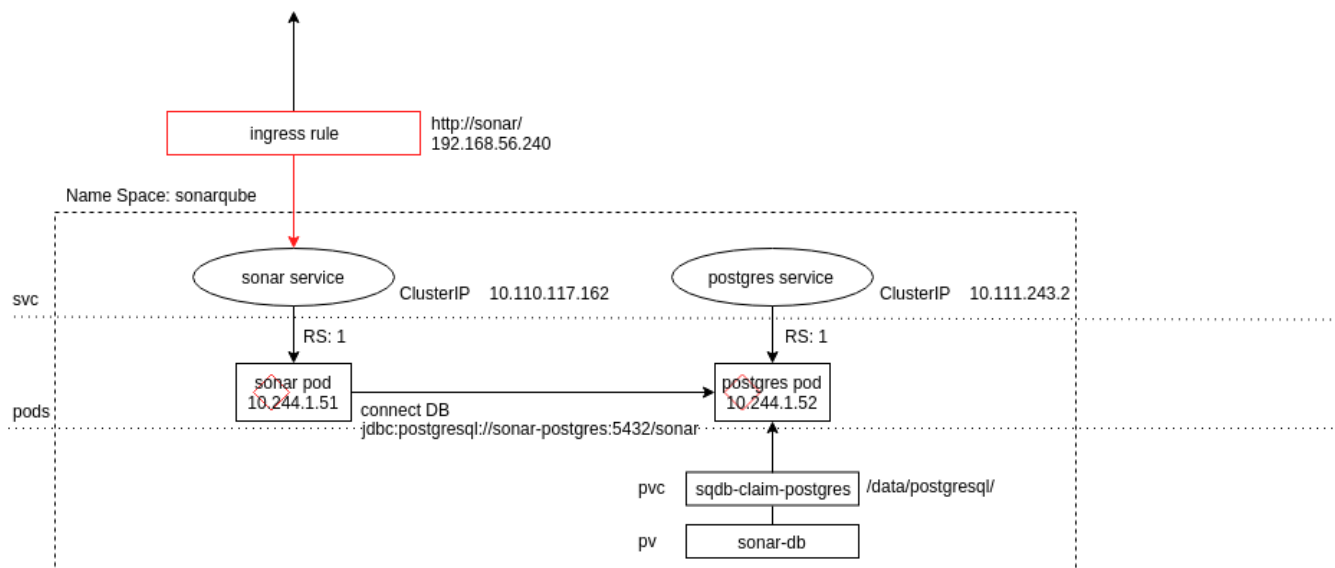 ingress rule
http://sonar/
192.168.56.240
Name Space: sonarqube
sonar service
ClusterIP 10.110.117.162
postgres service
ClusterIP 10.111.243.2
svc
RS: 1
RS: 1
sonar pod
10.244.1.51
postgres pod
10.244.1.52
pods
connect DB
jdbc:postgresql://sonar-postgres:5432/sonar
pvc
sqdb-claim-postgres
/data/postgresql/
pv
sonar-db